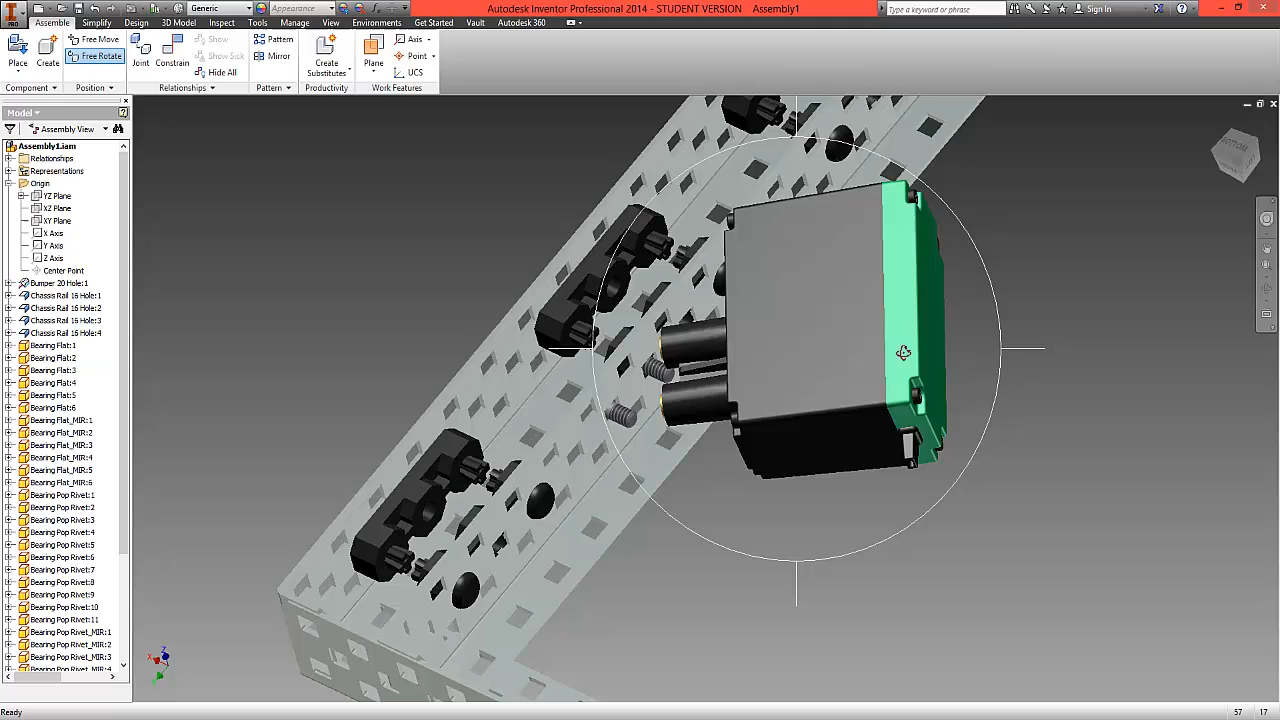 PRO
Generic
Appearance
Autodesk Inventor Professional 2014 - STUDENT VERSION Assembly1
Type a keyword or phrase
Sign In
Assemble Simplify Design 3D Model Inspect Tools Manage View Environments Get Started Vault Autodesk 360
Place
Create
Free Move
Free Rotate
Joint
Constrain
Show
Show Sick
Hide All
Pattern
Mirror
Create
Substitutes
Plane
Axis
Point
UCS
Component Position Relationships Pattern Productivity Work Features
Model
Assembly View
Assembly1.iam
Relationships
Representations
Origin
YZ Plane
XZ Plane
XY Plane
X Axis
Y Axis
Z Axis
Center Point
Bumper 20 Hole:1
Chassis Rail 16 Hole:1
Chassis Rail 16 Hole:2
Chassis Rail 16 Hole:3
Chassis Rail 16 Hole:4
Bearing Flat:1
Bearing Flat:2
Bearing Flat:3
Bearing Flat:4
Bearing Flat:5
Bearing Flat:6
Bearing Flat_MIR:1
Bearing Flat_MIR:2
Bearing Flat_MIR:3
Bearing Flat_MIR:4
Bearing Flat_MIR:5
Bearing Flat_MIR:6
Bearing Pop Rivet:1
Bearing Pop Rivet:2
Bearing Pop Rivet:3
Bearing Pop Rivet:4
Bearing Pop Rivet:5
Bearing Pop Rivet:6
Bearing Pop Rivet:7
Bearing Pop Rivet:8
Bearing Pop Rivet:9
Bearing Pop Rivet:10
Bearing Pop Rivet:11
Bearing Pop Rivet_MIR:1
Bearing Pop Rivet_MIR:2
Bearing Pop Rivet_MIR:3
Bearing Pop Rivet_MIR:4
BOTTOM
X
Z
Y
Ready
57 17